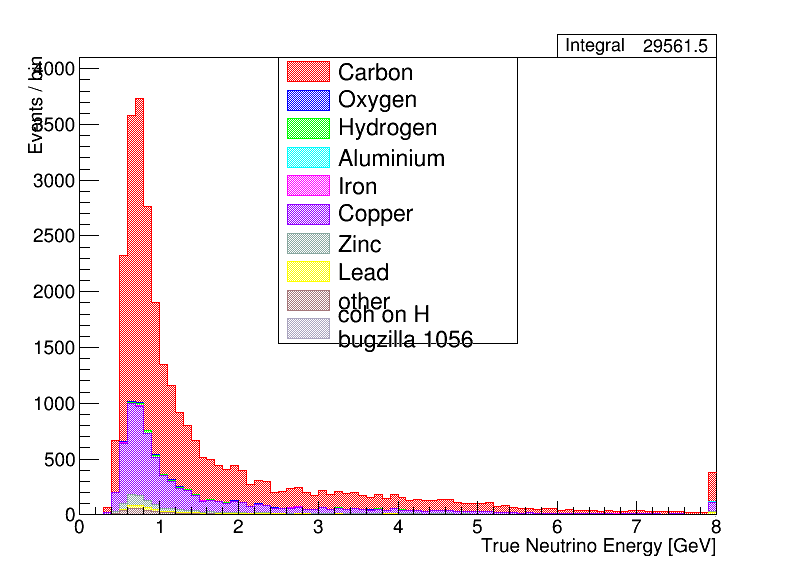 Integral 29561.5
Events / bin
4000
3500
3000
2500
2000
1500
1000
500
0
Carbon
Oxygen
Hydrogen
Aluminium
Iron
Copper
Zinc
Lead
other
coh on H
bugzilla 1056
0 1 2 3 4 5 6 7 8
True Neutrino Energy [GeV]